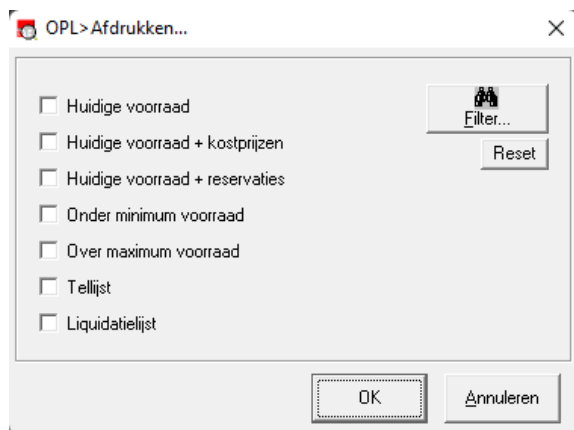 OPL>Afdrukken...
Huidige voorraad
Huidige voorraad + kostprijzen
Huidige voorraad + reservaties
Onder minimum voorraad
Over maximum voorraad
Tellijst
Liquidatielijst
Filter...
Reset
OK
Annuleren